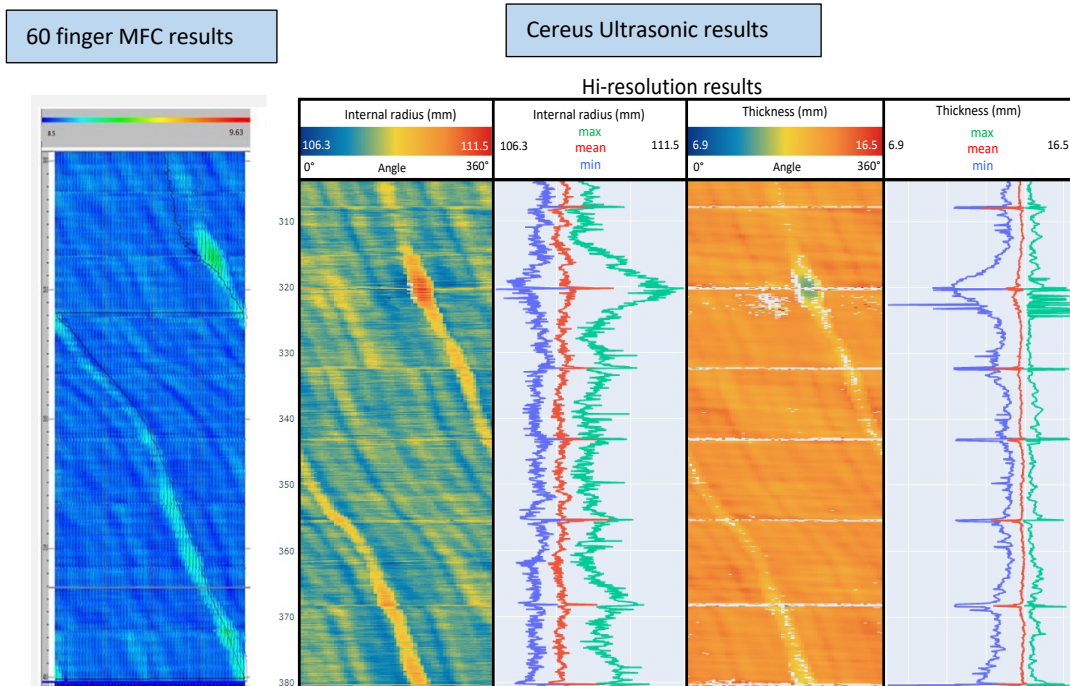 60 finger MFC results
Cereus Ultrasonic results
Hi-resolution results
8.5 9.63
Internal radius (mm)
106.3 111.5
0° Angle 360°
Internal radius (mm)
max
106.3 mean 111.5
min
Thickness (mm)
6.9 16.5
0° Angle 360°
Thickness (mm)
max
6.9 mean 16.5
min
310
320
330
340
350
360
370
380